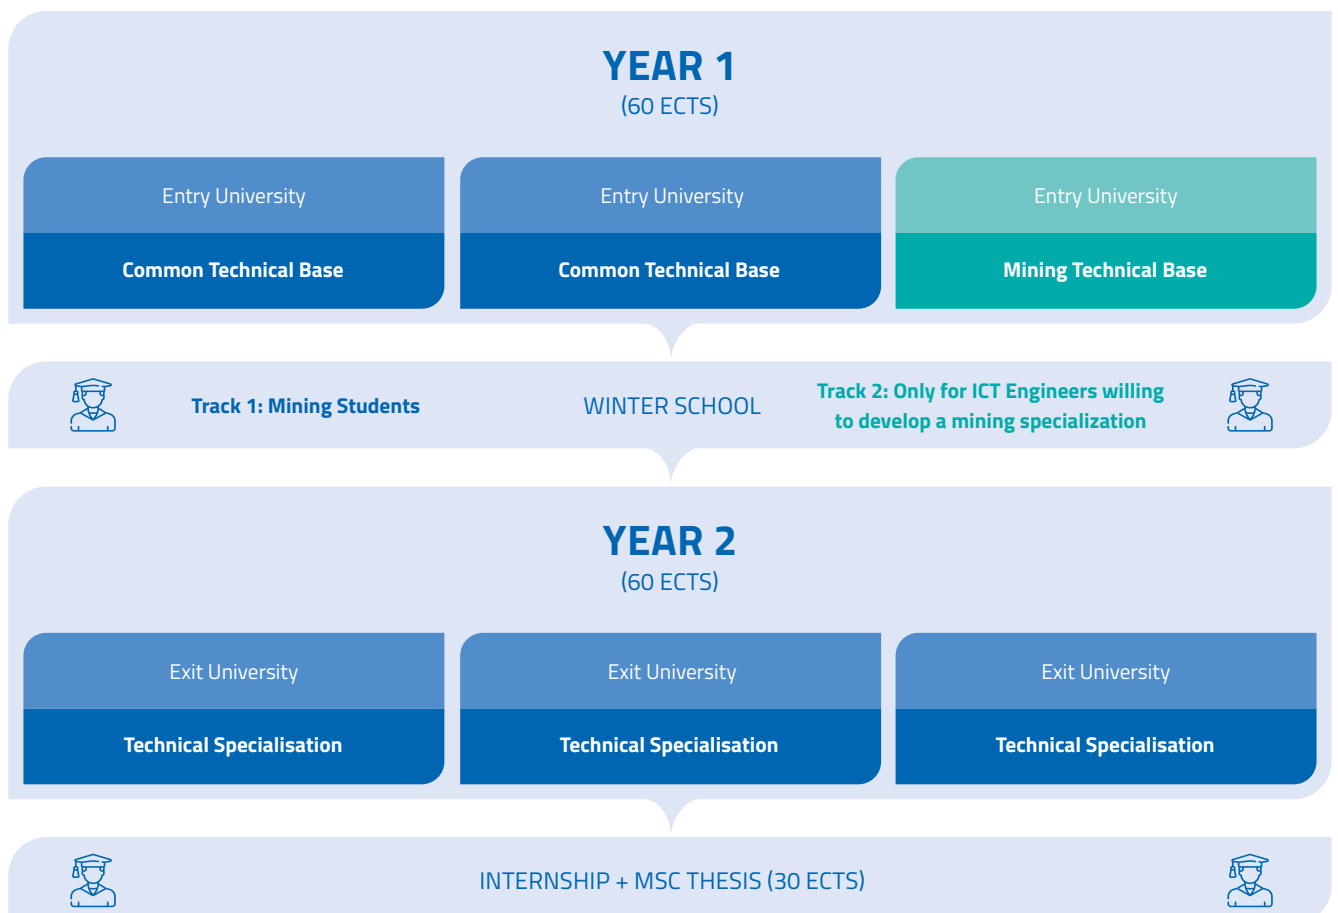 YEAR 1
(60 ECTS)
Entry University
Common Technical Base
Entry University
Common Technical Base
Entry University
Mining Technical Base
Track 1: Mining Students
WINTER SCHOOL
Track 2: Only for ICT Engineers willing
to develop a mining specialization
YEAR 2
(60 ECTS)
Exit University
Technical Specialisation
Exit University
Technical Specialisation
Exit University
Technical Specialisation
INTERNSHIP + MSC THESIS (30 ECTS)